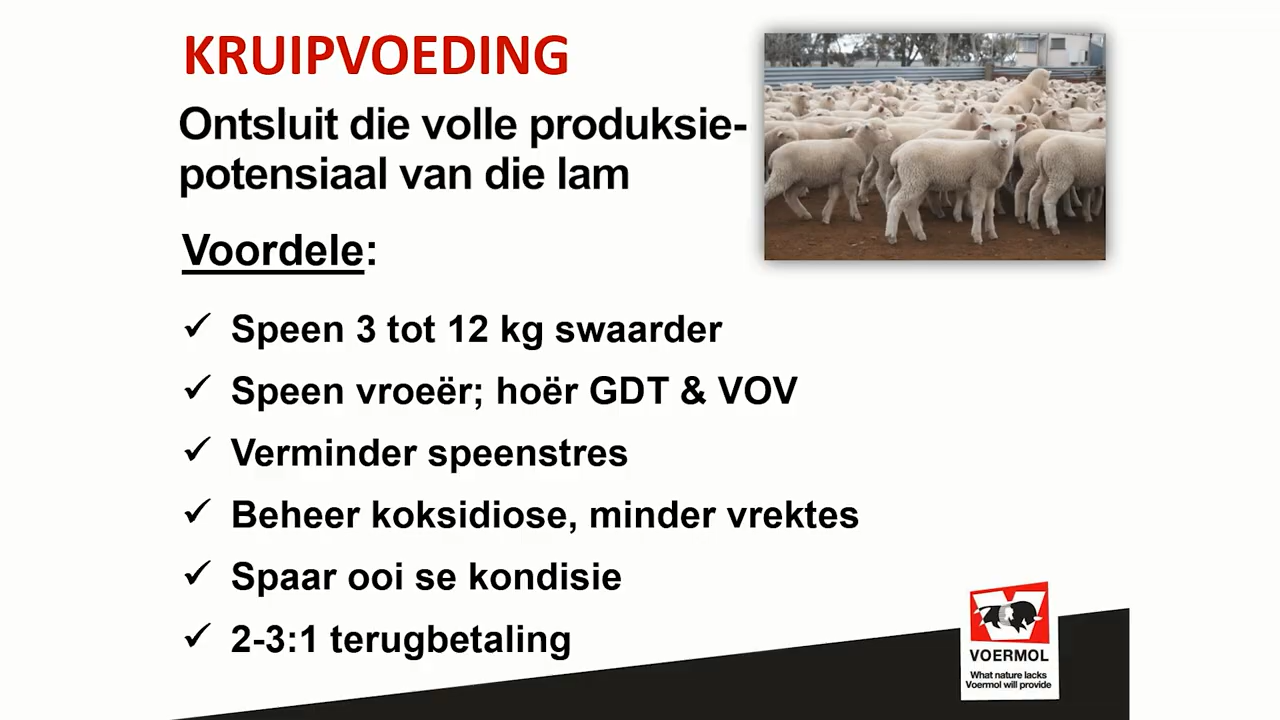 KRUIPVOEDING
Ontsluit die volle produksie-
potensiaal van die lam
Voordele:
✓ Speen 3 tot 12 kg swaarder
✓ Speen vroeër; hoër GDT & VOV
✓ Verminder speenstres
✓ Beheer koksidiose, minder vrektes
✓ Spaar ooi se kondisie
✓ 2-3:1 terugbetaling
VOERMOL
What nature lacks
Voermol will provide